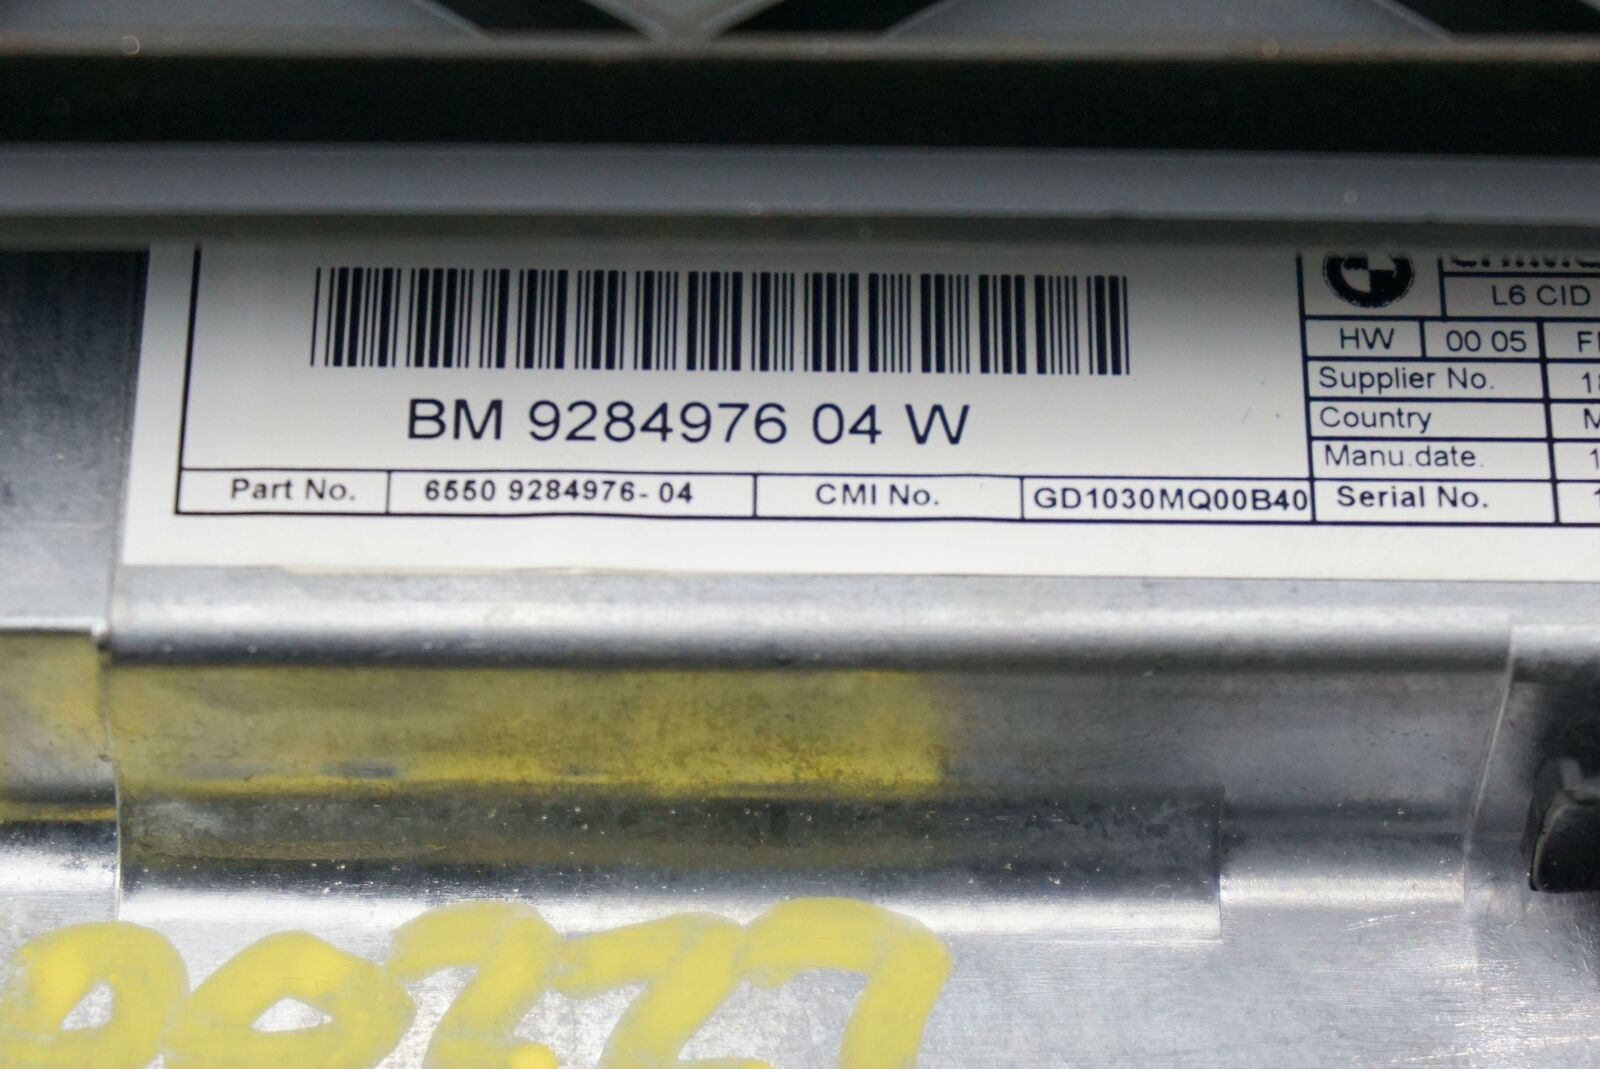 BM 9284976 04 W
Part No. 6550 9284976-04 CMI No. GD1030MQ00B40
L6 CID
HW 00 05
Supplier No.
Country
Manu.date.
Serial No.